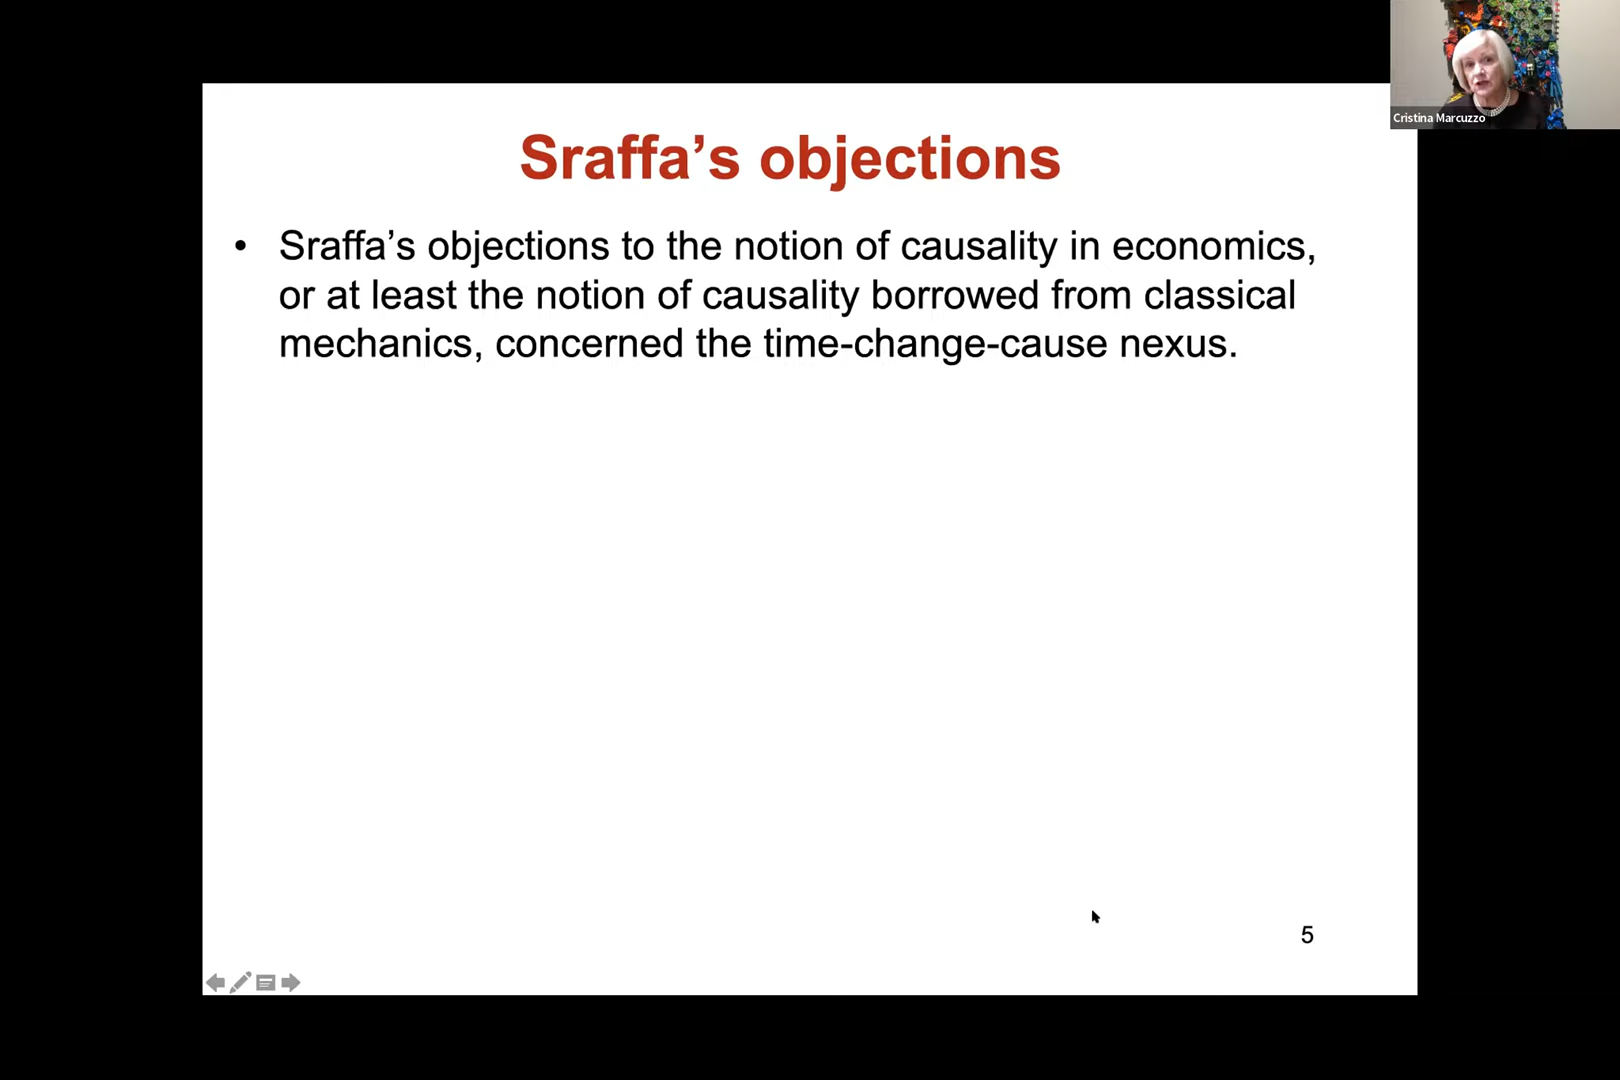 Cristina Marcuzzo
Sraffa’s objections
• Sraffa’s objections to the notion of causality in economics,
or at least the notion of causality borrowed from classical
mechanics, concerned the time-change-cause nexus.
5